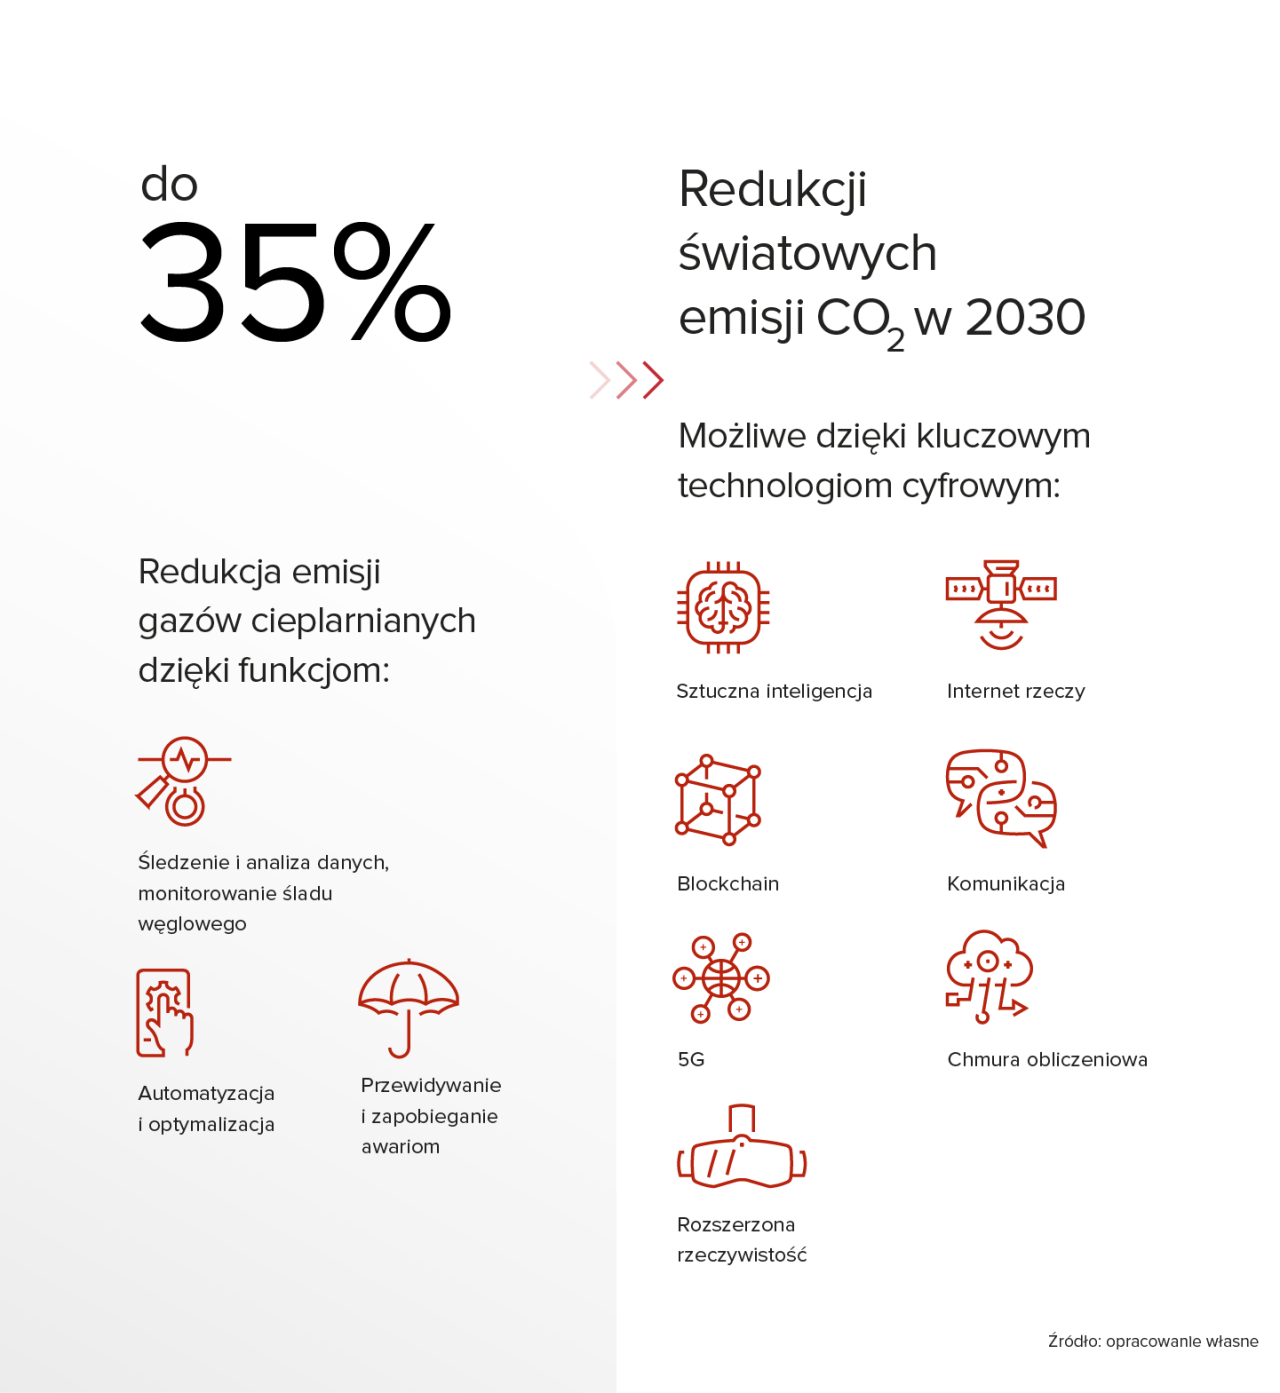 do
35%
Redukcji
światowych
emisji CO₂ w 2030
Możliwe dzięki kluczowym
technologiom cyfrowym:
Redukcja emisji
gazów cieplarnianych
dzięki funkcjom:
Śledzenie i analiza danych,
monitorowanie śladu
węglowego
Automatyzacja
i optymalizacja
Przewidywanie
i zapobieganie
awariom
Sztuczna inteligencja
Internet rzeczy
Blockchain
Komunikacja
5G
Chmura obliczeniowa
Rozszerzona
rzeczywistość
Źródło: opracowanie własne